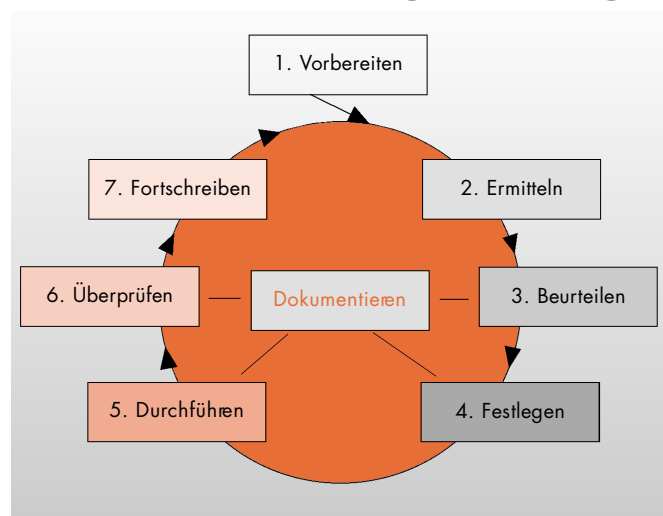 1. Vorbereiten
7. Fortschreiben
2. Ermitteln
6. Überprüfen
Dokumentieren
3. Beurteilen
5. Durchführen
4. Festlegen